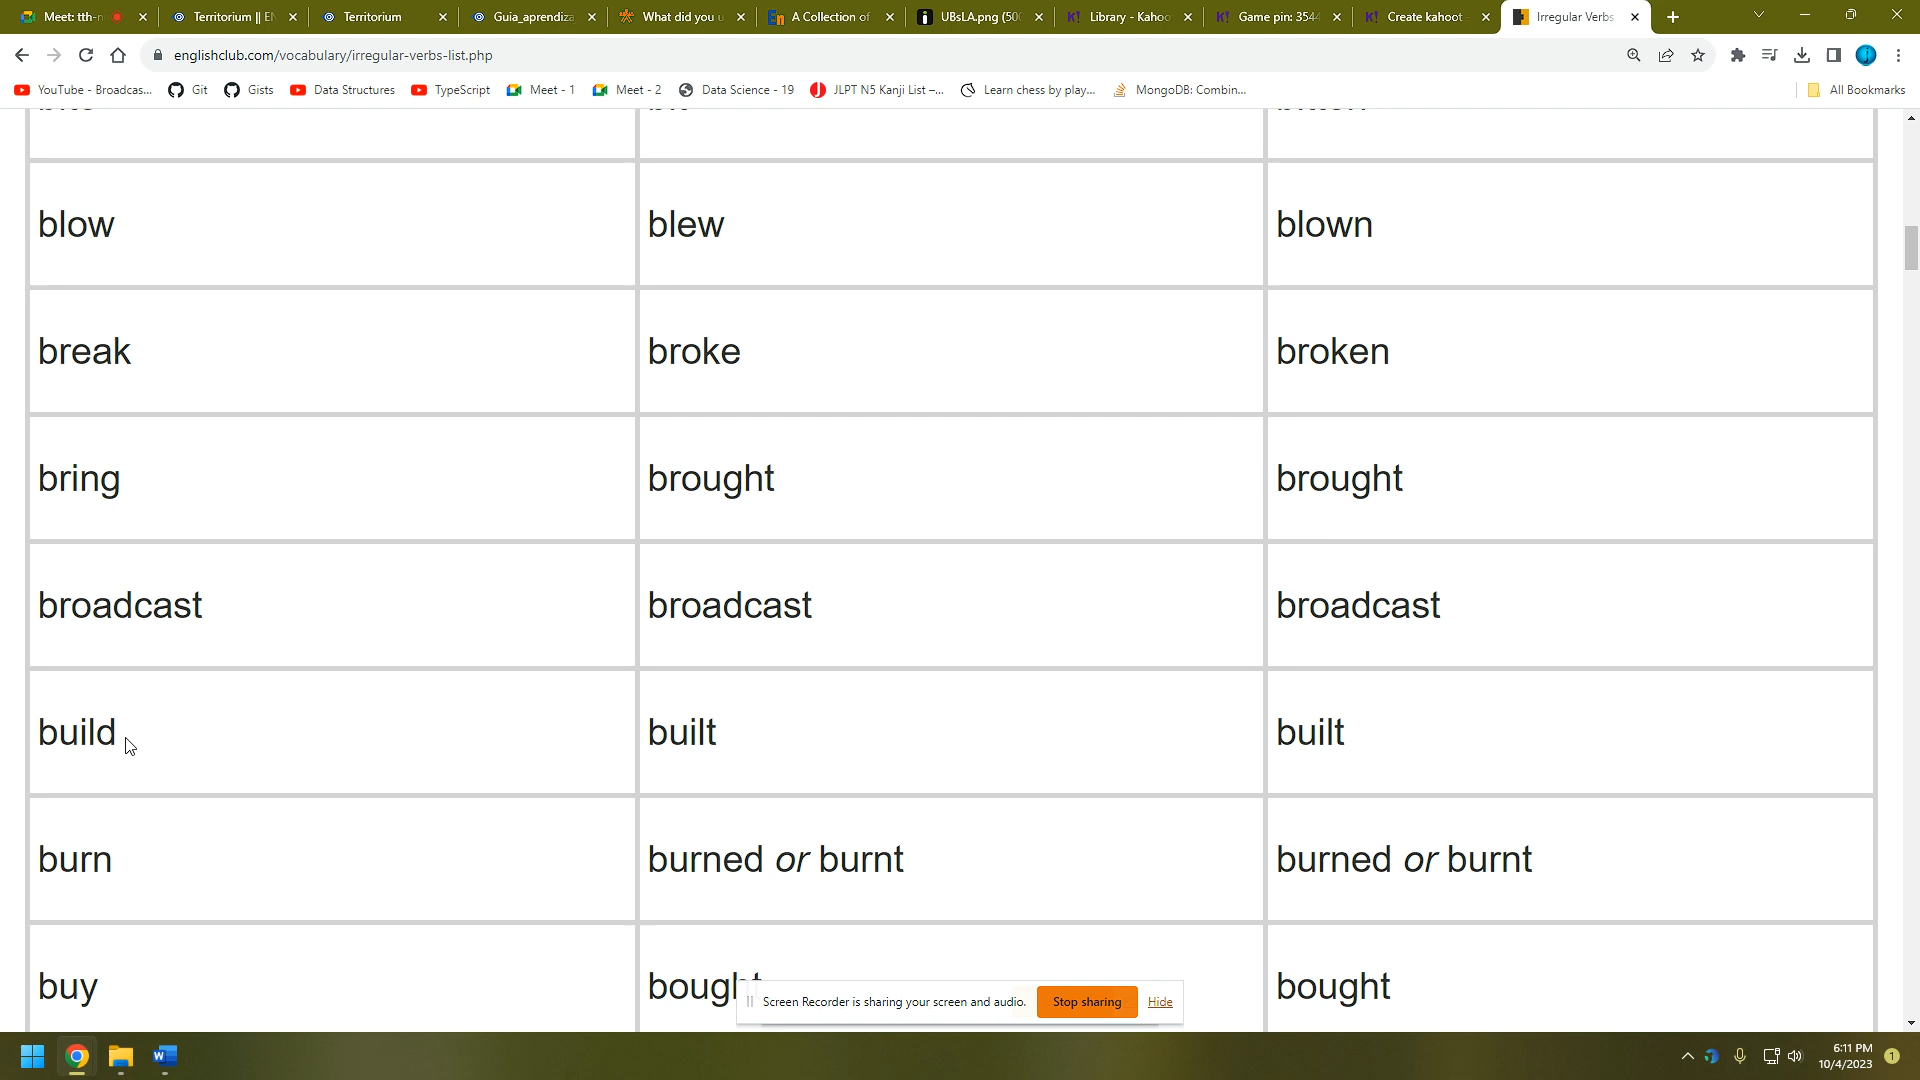 Meet: tth-
Territorium || E
Territorium
Guia_aprendiza
What did you u
A Collection of
UBsLA.png (50
Library - Kahoo
Game pin: 354
Create kahoot
Irregular Verbs
englishclub.com/vocabulary/irregular-verbs-list.php
YouTube - Broadcas...
Git
Gists
Data Structures
TypeScript
Meet - 1
Meet - 2
Data Science - 19
JLPT N5 Kanji List –...
Learn chess by play...
MongoDB: Combin...
All Bookmarks
blow blew blown
break broke broken
bring brought brought
broadcast broadcast broadcast
build built built
burn burned or burnt burned or burnt
buy bought bought
Screen Recorder is sharing your screen and audio. Stop sharing Hide
6:11 PM
10/4/2023
1